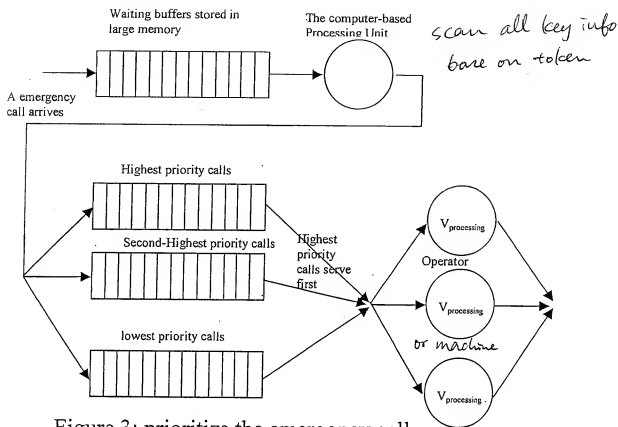 Waiting buffers stored in
large memory
The computer-based
Processing Unit
scan all key info
base on token
A emergency
call arrives
Highest priority calls
Second-Highest priority calls
Highest
priority
calls serve
first
lowest priority calls
Vprocessing
Operator
Vprocessing
or machine
Vprocessing.
Figure 3: prioritize the emergency call